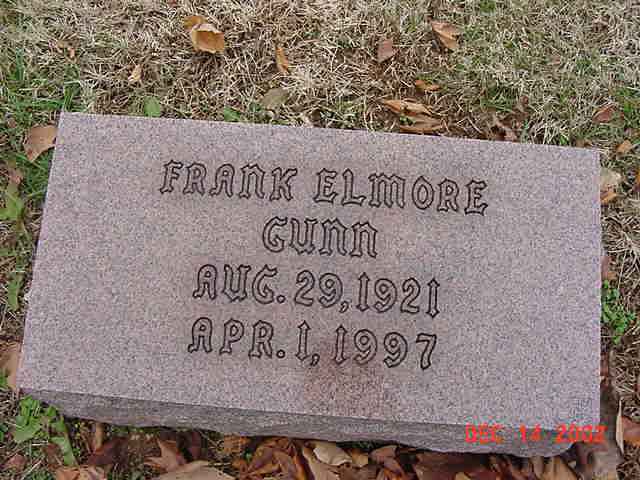 FRANK ELMORE
GUNN
AUG. 29, 1921
APR. 1, 1997
DEC 14 2002